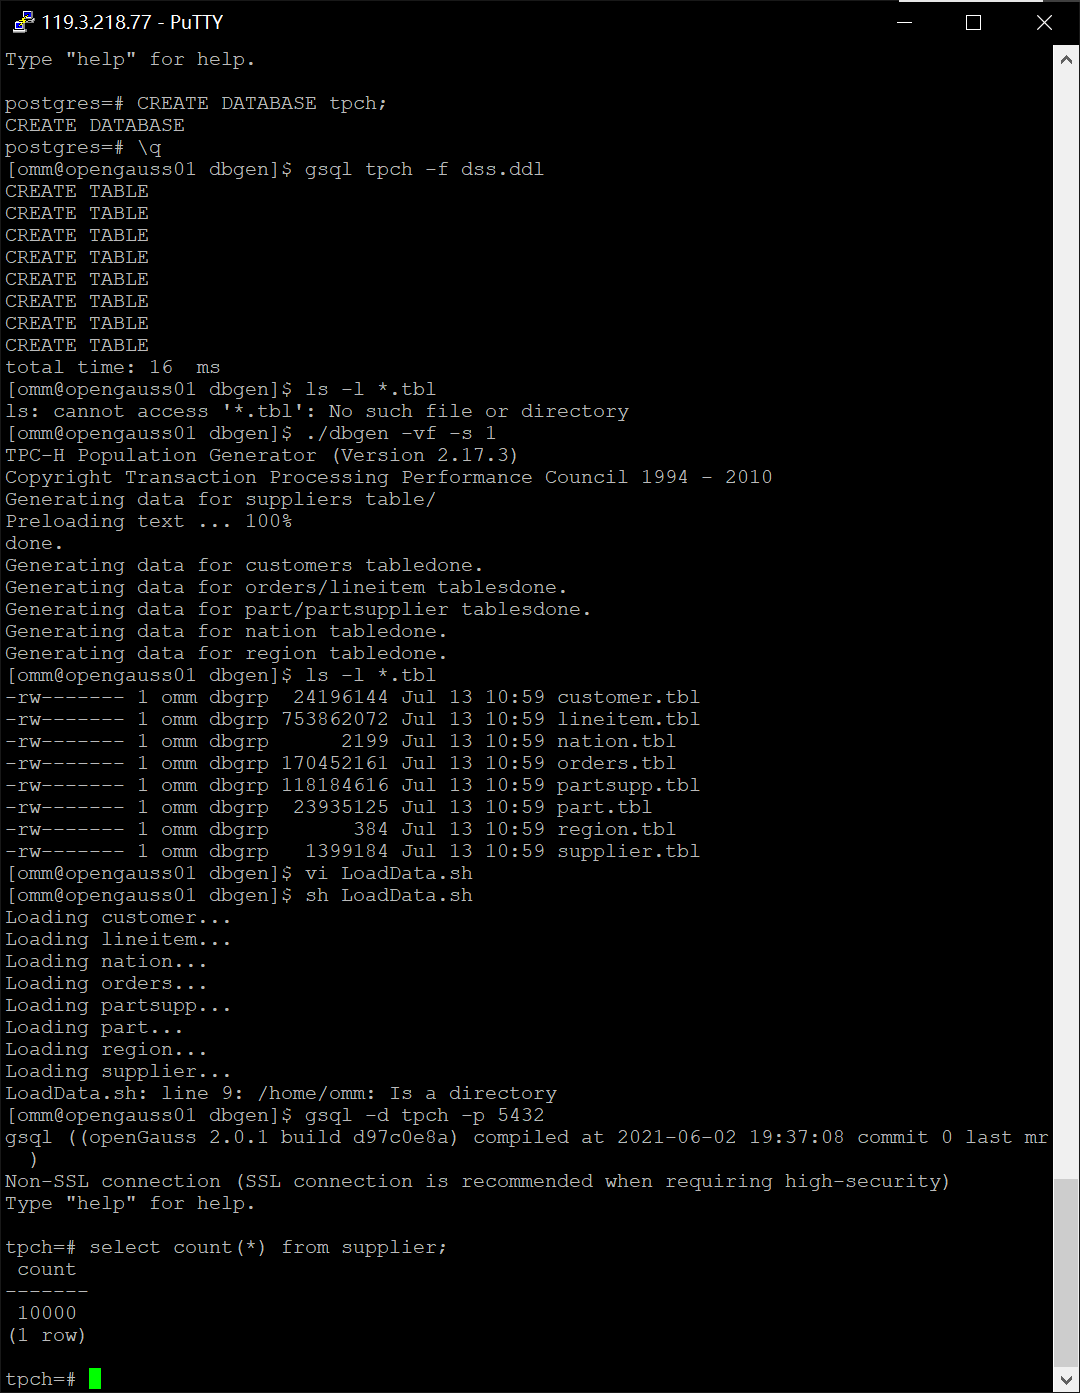 119.3.218.77 - PuTTY
Type "help" for help.
postgres=# CREATE DATABASE tpch;
CREATE DATABASE
postgres=# \q
[omm@opengauss01 dbgen]$ gsql tpch -f dss.ddl
CREATE TABLE
CREATE TABLE
CREATE TABLE
CREATE TABLE
CREATE TABLE
CREATE TABLE
CREATE TABLE
CREATE TABLE
total time: 16  ms
[omm@opengauss01 dbgen]$ ls -l *.tbl
ls: cannot access '*.tbl': No such file or directory
[omm@opengauss01 dbgen]$ ./dbgen -vf -s 1
TPC-H Population Generator (Version 2.17.3)
Copyright Transaction Processing Performance Council 1994 - 2010
Generating data for suppliers table/
Preloading text ... 100%
done.
Generating data for customers tabledone.
Generating data for orders/lineitem tablesdone.
Generating data for part/partsupplier tablesdone.
Generating data for nation tabledone.
Generating data for region tabledone.
[omm@opengauss01 dbgen]$ ls -l *.tbl
-rw------- 1 omm dbgrp  24196144 Jul 13 10:59 customer.tbl
-rw------- 1 omm dbgrp 753862072 Jul 13 10:59 lineitem.tbl
-rw------- 1 omm dbgrp      2199 Jul 13 10:59 nation.tbl
-rw------- 1 omm dbgrp 170452161 Jul 13 10:59 orders.tbl
-rw------- 1 omm dbgrp 118184616 Jul 13 10:59 partsupp.tbl
-rw------- 1 omm dbgrp  23935125 Jul 13 10:59 part.tbl
-rw------- 1 omm dbgrp       384 Jul 13 10:59 region.tbl
-rw------- 1 omm dbgrp   1399184 Jul 13 10:59 supplier.tbl
[omm@opengauss01 dbgen]$ vi LoadData.sh
[omm@opengauss01 dbgen]$ sh LoadData.sh
Loading customer...
Loading lineitem...
Loading nation...
Loading orders...
Loading partsupp...
Loading part...
Loading region...
Loading supplier...
LoadData.sh: line 9: /home/omm: Is a directory
[omm@opengauss01 dbgen]$ gsql -d tpch -p 5432
gsql ((openGauss 2.0.1 build d97c0e8a) compiled at 2021-06-02 19:37:08 commit 0 last mr
)
Non-SSL connection (SSL connection is recommended when requiring high-security)
Type "help" for help.
tpch=# select count(*) from supplier;
count
-------
10000
(1 row)
tpch=#